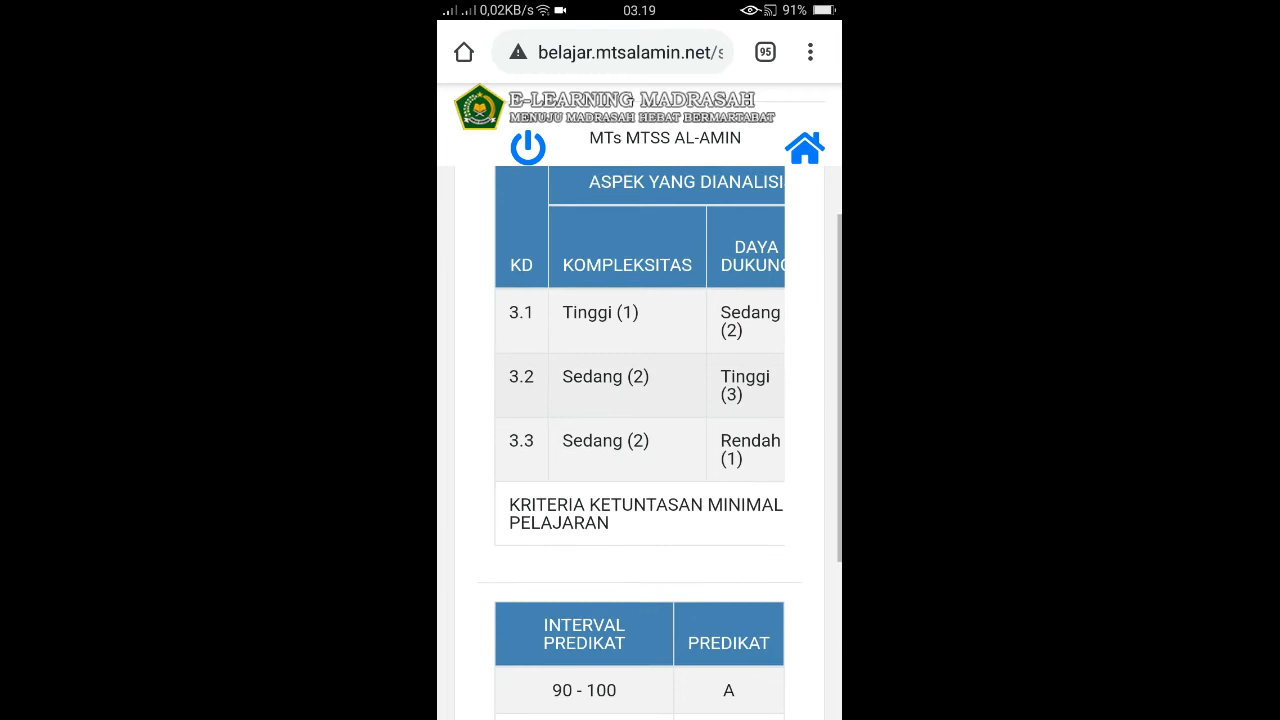 0,02KB/s
03.19
91%
belajar.mtsalamin.net/s
95
E-LEARNING MADRASAH
MENUJU MADRASAH HEBAT BERMARTABAT
MTs MTSS AL-AMIN
ASPEK YANG DIANALISI
KD
KOMPLEKSITAS
DAYA
DUKUNG
3.1
Tinggi (1)
Sedang
(2)
3.2
Sedang (2)
Tinggi
(3)
3.3
Sedang (2)
Rendah
(1)
KRITERIA KETUNTASAN MINIMAL
PELAJARAN
INTERVAL
PREDIKAT
PREDIKAT
90 - 100
A